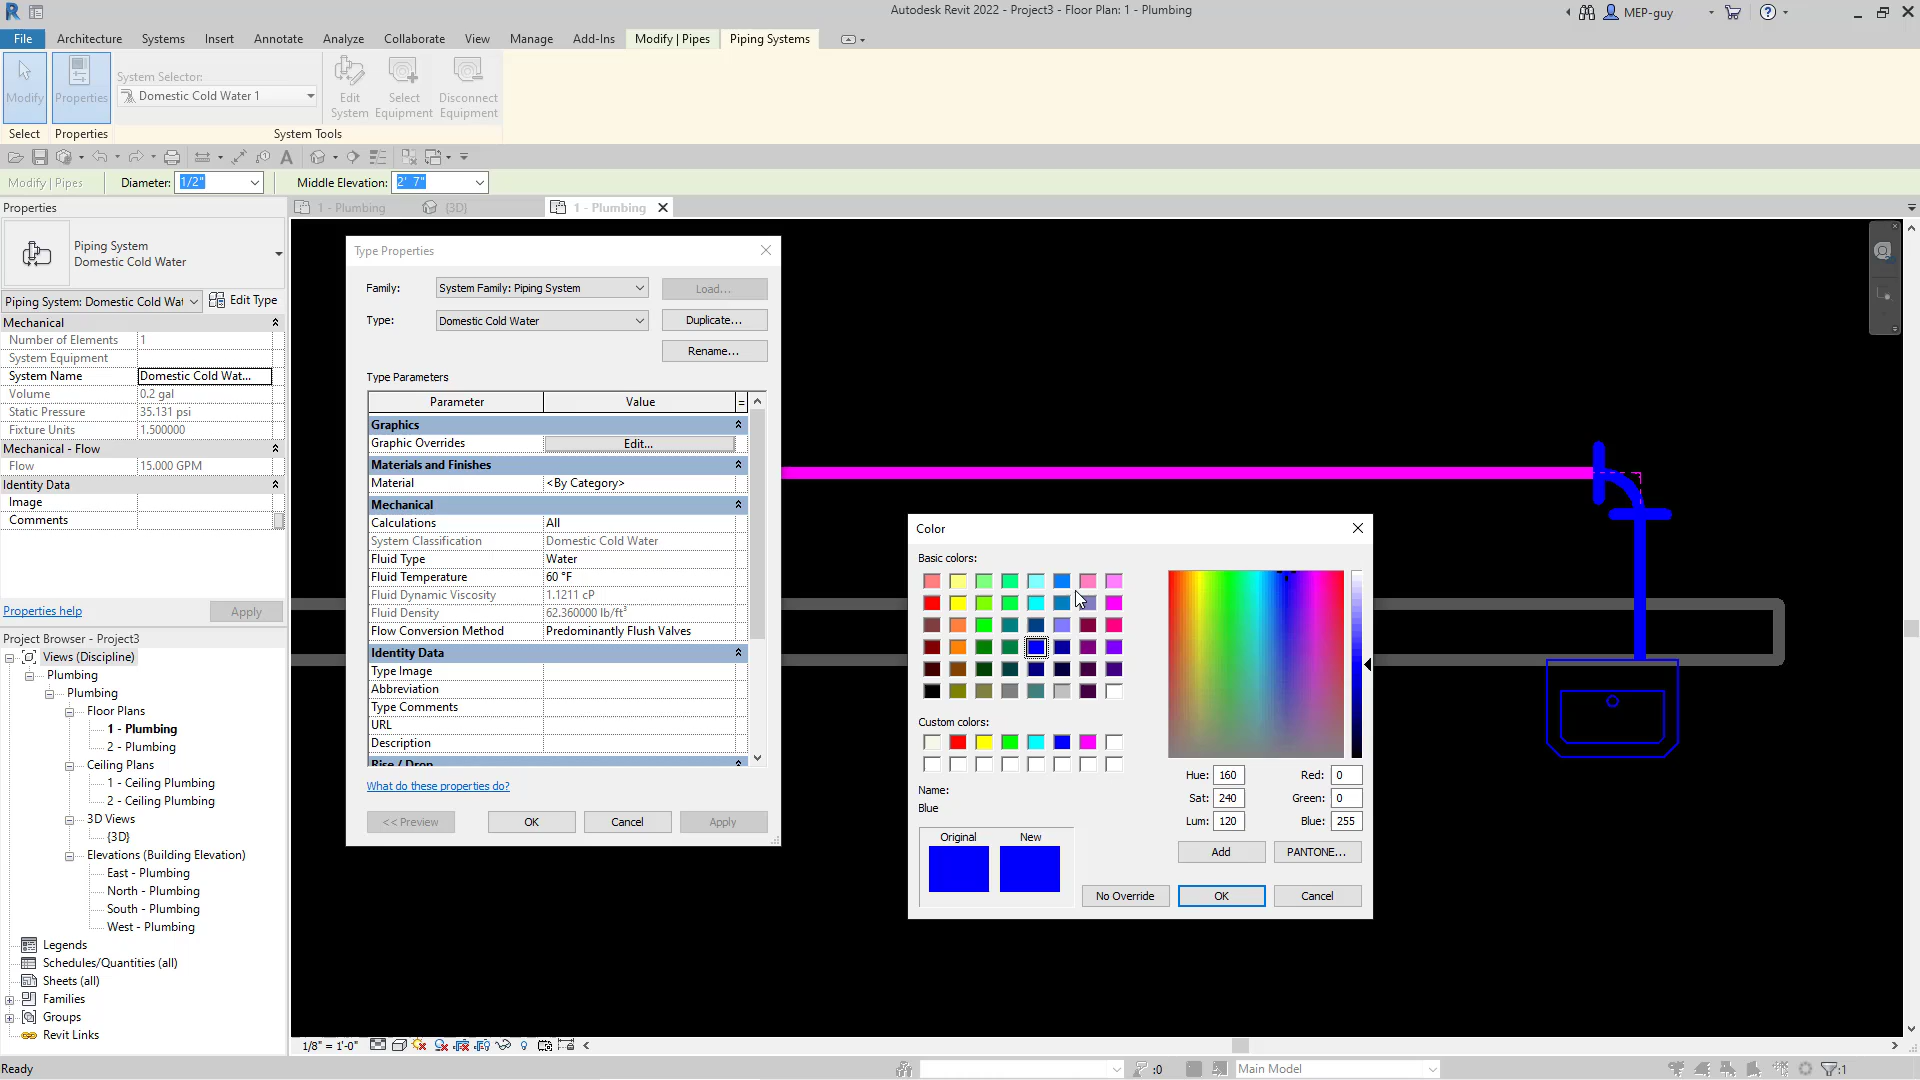 Autodesk Revit 2022 - Project3 - Floor Plan: 1 - Plumbing
MEP-guy
File Architecture Systems Insert Annotate Analyze Collaborate View Manage Add-Ins Modify | Pipes Piping Systems
System Selector:
Domestic Cold Water 1
Modify Properties Edit System Select Equipment Disconnect Equipment
Select Properties System Tools
Modify | Pipes Diameter: 1/2" Middle Elevation: 2' 7"
Properties
1 - Plumbing {3D} 1 - Plumbing
Piping System
Domestic Cold Water
Piping System: Domestic Cold Wat Edit Type
Mechanical
Number of Elements 1
System Equipment
System Name Domestic Cold Wat...
Volume 0.2 gal
Static Pressure 35.131 psi
Fixture Units 1.500000
Mechanical - Flow
Flow 15.000 GPM
Identity Data
Image
Comments
Properties help Apply
Project Browser - Project3
Views (Discipline)
Plumbing
Plumbing
Floor Plans
1 - Plumbing
2 - Plumbing
Ceiling Plans
1 - Ceiling Plumbing
2 - Ceiling Plumbing
3D Views
{3D}
Elevations (Building Elevation)
East - Plumbing
North - Plumbing
South - Plumbing
West - Plumbing
Legends
Schedules/Quantities (all)
Sheets (all)
Families
Groups
Revit Links
Type Properties
Family: System Family: Piping System Load...
Type: Domestic Cold Water Duplicate...
Rename...
Type Parameters
Parameter Value =
Graphics
Graphic Overrides Edit...
Materials and Finishes
Material <By Category>
Mechanical
Calculations All
System Classification Domestic Cold Water
Fluid Type Water
Fluid Temperature 60 °F
Fluid Dynamic Viscosity 1.1211 cP
Fluid Density 62.360000 lb/ft³
Flow Conversion Method Predominantly Flush Valves
Identity Data
Type Image
Abbreviation
Type Comments
URL
Description
Rise / Drop
What do these properties do?
<< Preview OK Cancel Apply
Color
Basic colors:
Custom colors:
Name:
Blue
Original New
Hue: 160 Red: 0
Sat: 240 Green: 0
Lum: 120 Blue: 255
Add PANTONE...
No Override OK Cancel
1/8" = 1'-0"
Ready :0 Main Model :1